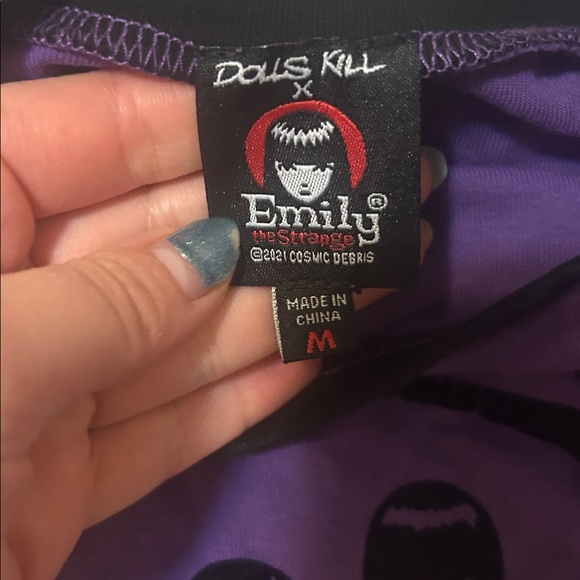 DOLLS KILL
X
Emily®
the Strange
©2021 COSMIC DEBRIS
MADE IN
CHINA
M